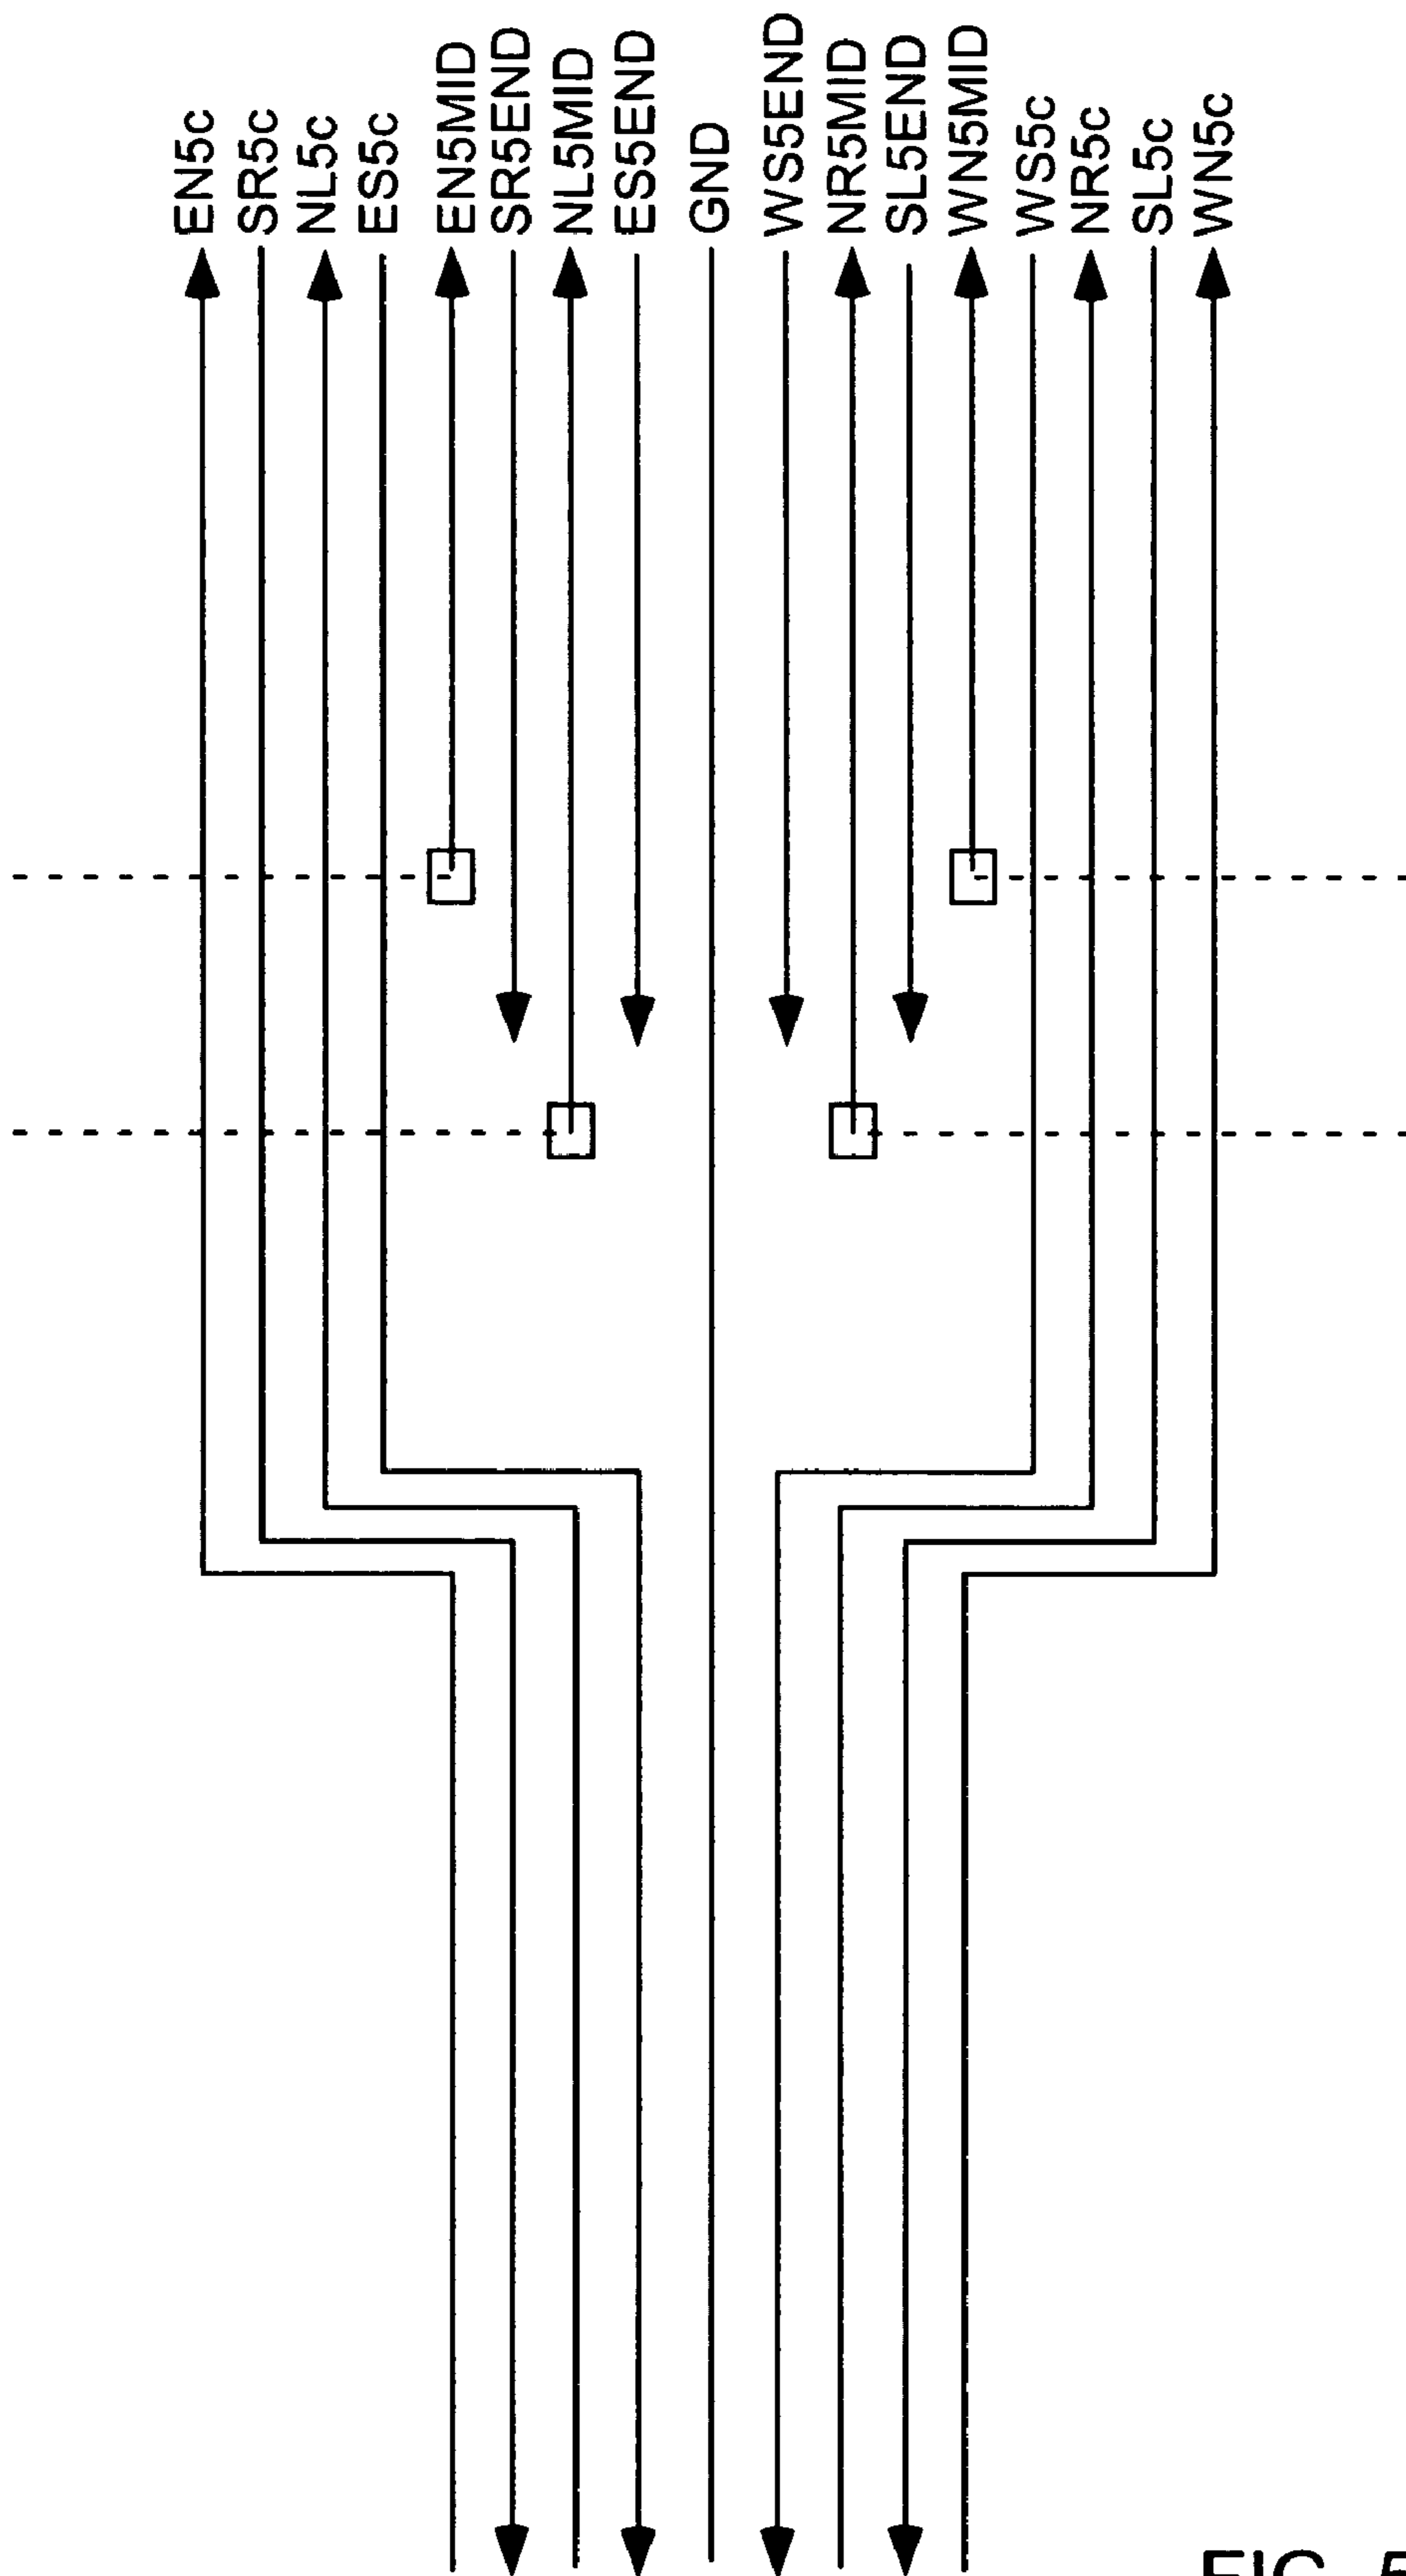 EN5c
SR5c
NL5c
ES5c
EN5MID
SR5END
NL5MID
ES5END
GND
WS5END
NR5MID
SL5END
WN5MID
WS5c
NR5c
SL5c
WN5c